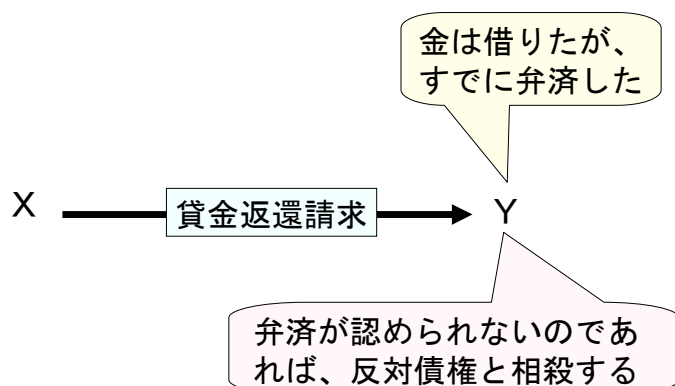 金は借りたが、
すでに弁済した
X
貸金返還請求
Y
弁済が認められないのであ
れば、反対債権と相殺する